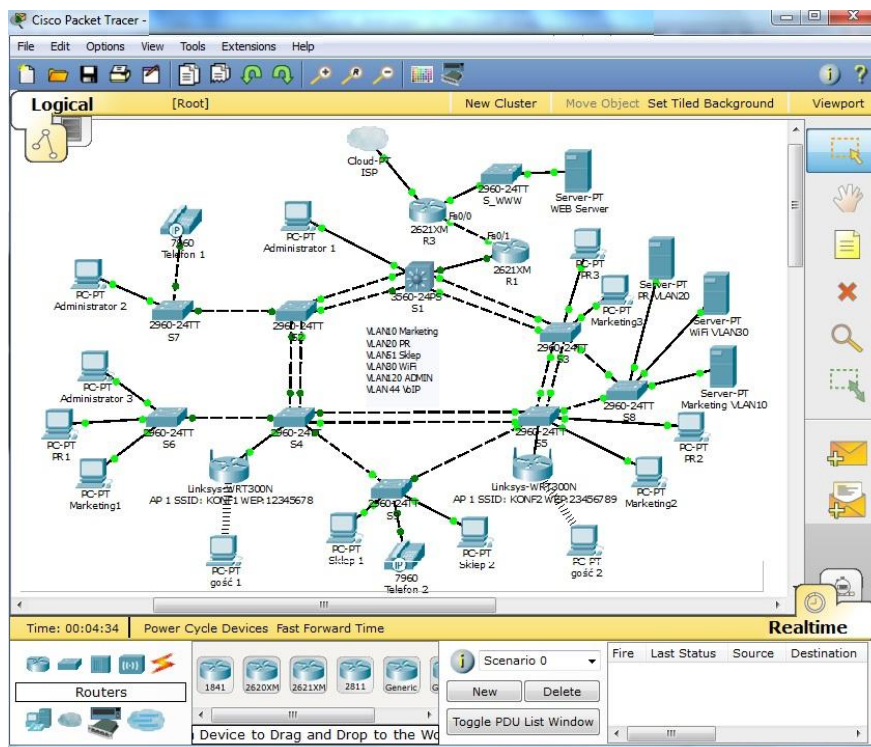 Cisco Packet Tracer -
File Edit Options View Tools Extensions Help
Logical [Root] New Cluster Move Object Set Tiled Background Viewport
Cloud-PT
ISP
2960-24TT
S_WWW
Server-PT
WEB Serwer
Fa0/0
2621XM
R3
7960
Telefon 1
PC-PT
Administrator 1
Fa0/1
2621XM
R1
PC-PT
PR3
Server-PT
PR VLAN20
PC-PT
Administrator 2
2960-24TT
S7
2960-24TT
3560-24PS
S1
PC-PT
Marketing3
Server-PT
WiFi VLAN30
VLAN10 Marketing
VLAN20 PR
VLAN51 Sklep
VLAN30 WiFi
VLAN120 ADMIN
VLAN 44 VoIP
2960-24TT
S3
Server-PT
Marketing VLAN10
PC-PT
Administrator 3
2960-24TT
S8
PC-PT
PR1
2960-24TT
S6
2960-24TT
S4
2960-24TT
S5
PC-PT
PR2
PC-PT
Marketing1
Linksys-WRT300N
AP 1 SSID: KONF1 WEP:12345678
2960-24TT
Linksys-WRT300N
AP 1 SSID: KONF2 WEP:23456789
PC-PT
Marketing2
PC-PT
Sklep 1
7960
Telefon 2
PC-PT
Sklep 2
PC-PT
gość 1
PC-PT
gość 2
Time: 00:04:34 Power Cycle Devices Fast Forward Time Realtime
Routers
1841 2620XM 2621XM 2811 Generic
Device to Drag and Drop to the Wo
Scenario 0
New Delete
Toggle PDU List Window
Fire Last Status Source Destination